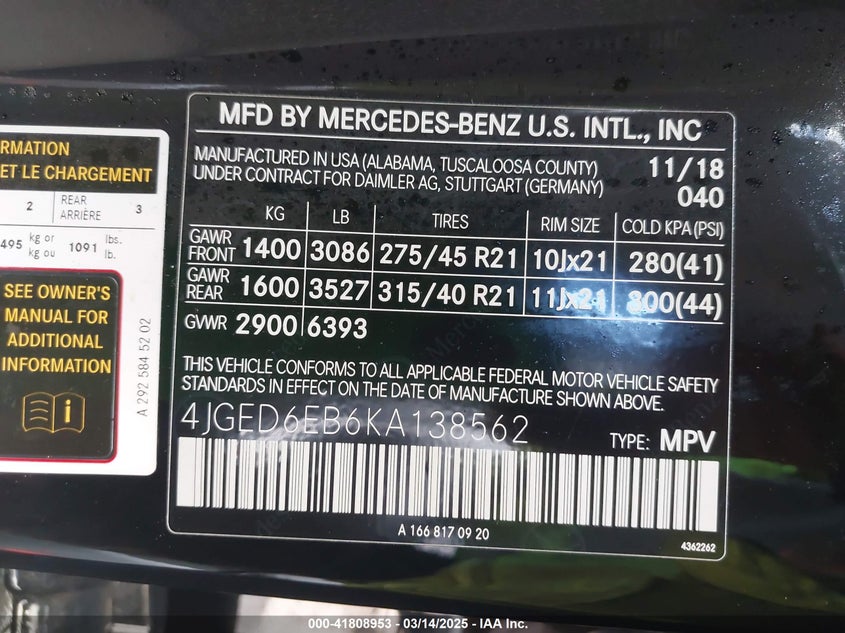 RMATION
ET LE CHARGEMENT
2 REAR ARRIÈRE 3
495 kg or kg ou 1091 lbs. lb.
SEE OWNER'S
MANUAL FOR
ADDITIONAL
INFORMATION
A 292 584 52 02
MFD BY MERCEDES-BENZ U.S. INTL., INC
MANUFACTURED IN USA (ALABAMA, TUSCALOOSA COUNTY) 11/18
UNDER CONTRACT FOR DAIMLER AG, STUTTGART (GERMANY) 040
KG LB TIRES RIM SIZE COLD KPA (PSI)
GAWR FRONT 1400 3086 275/45 R21 10Jx21 280(41)
GAWR REAR 1600 3527 315/40 R21 11Jx21 300(44)
GVWR 2900 6393
THIS VEHICLE CONFORMS TO ALL APPLICABLE FEDERAL MOTOR VEHICLE SAFETY
STANDARDS IN EFFECT ON THE DATE OF MANUFACTURE SHOWN ABOVE.
4JGED6EB6KA138562
TYPE: MPV
A 166 817 09 20
4362262
000-41808953 — 03/14/2025 — IAA Inc.